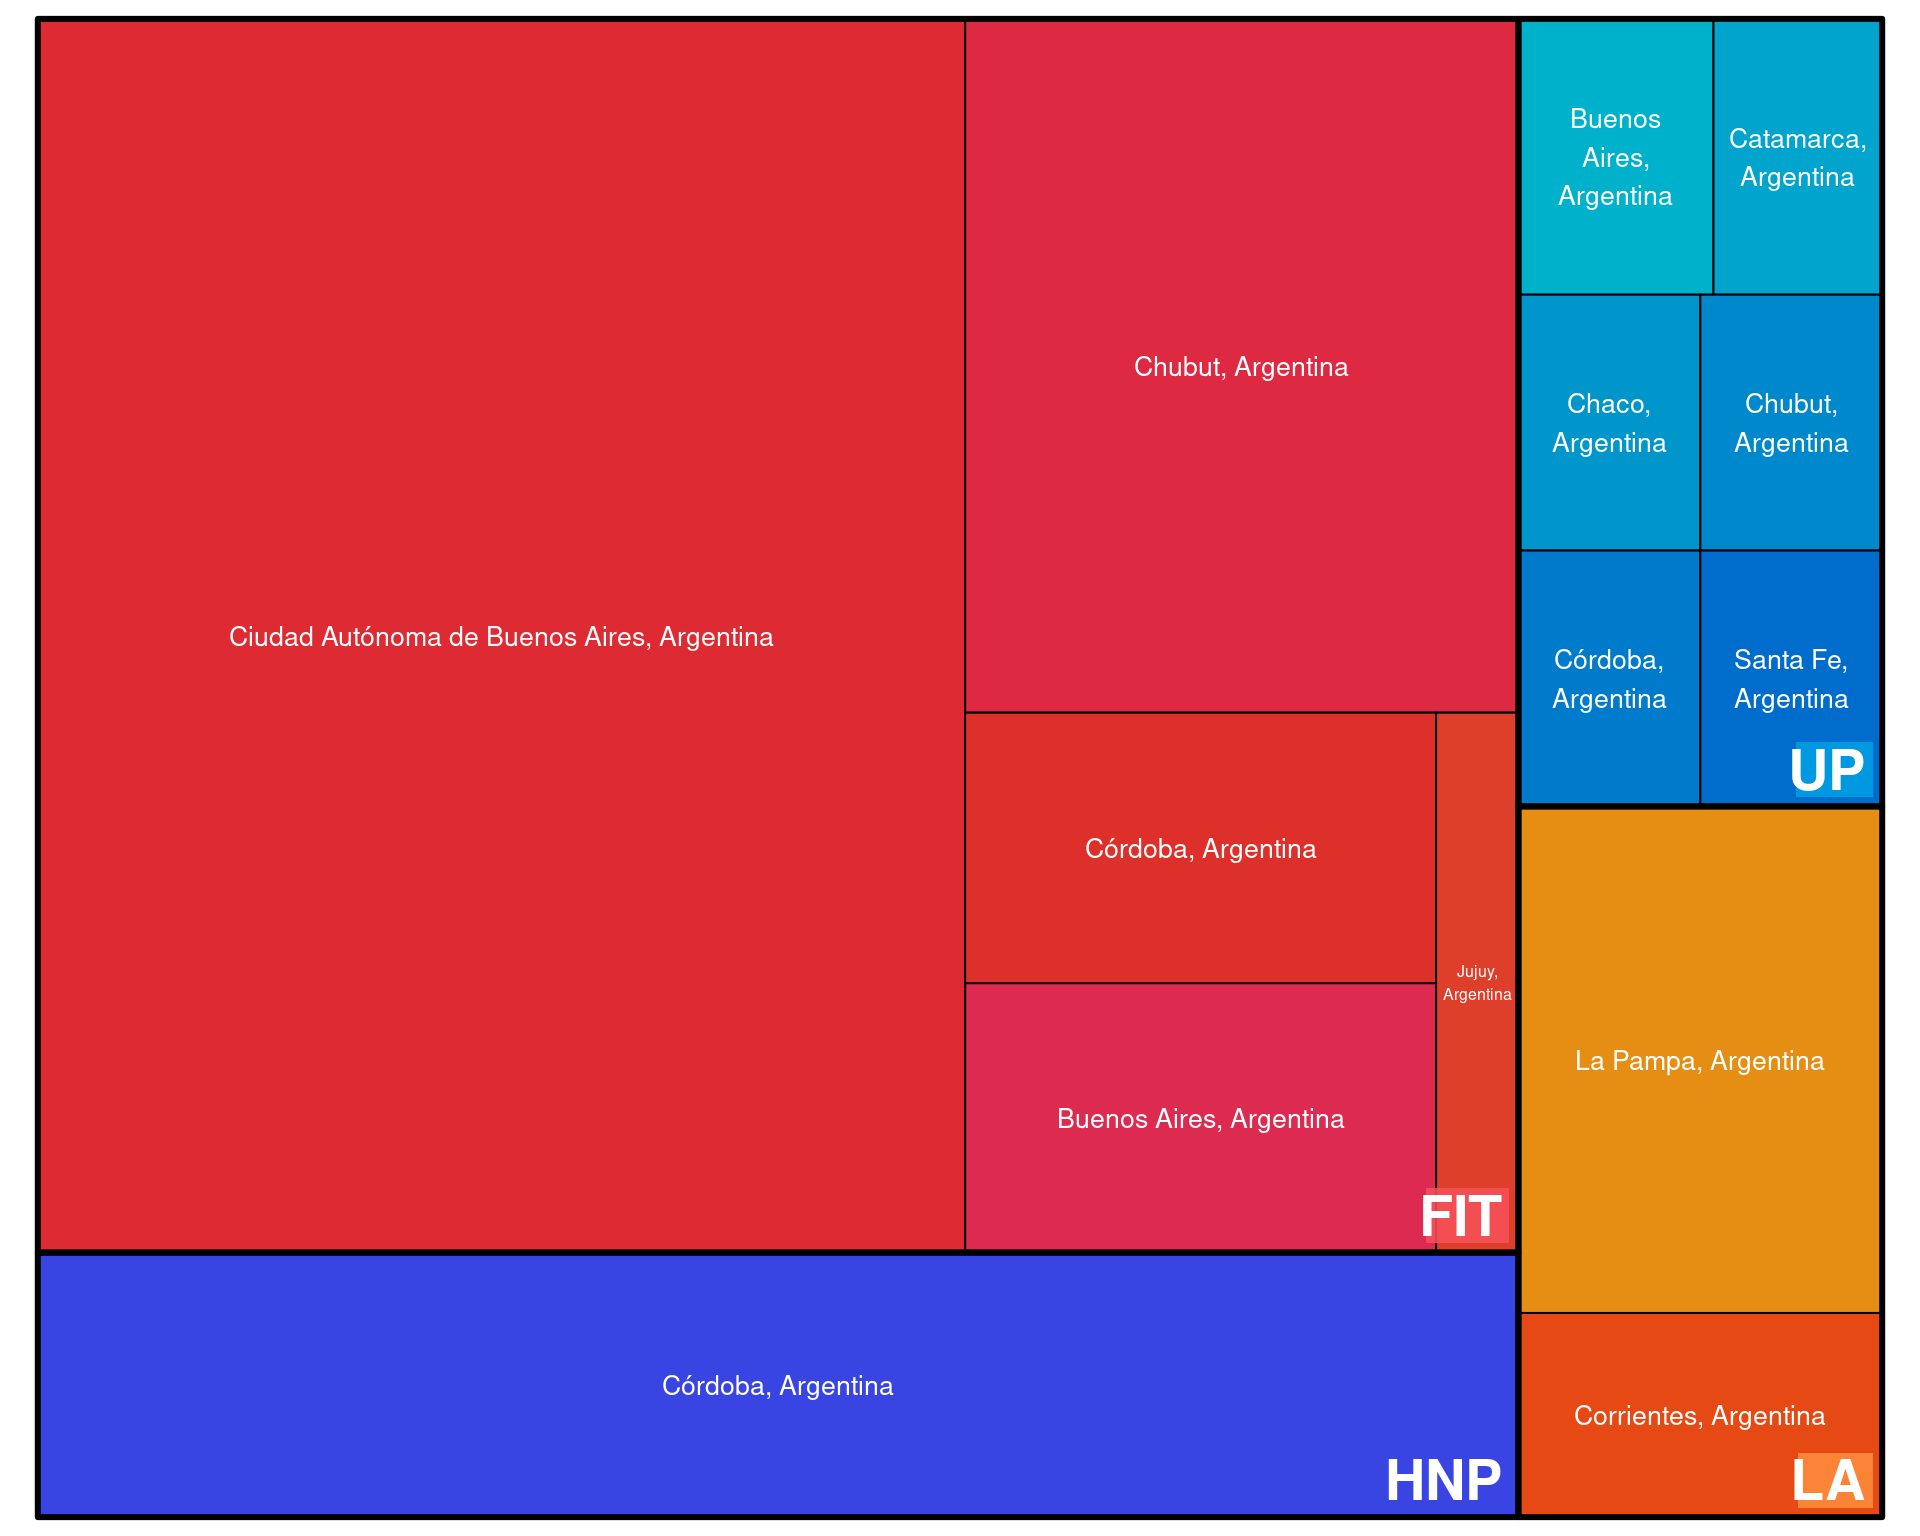 Ciudad Autónoma de Buenos Aires, Argentina
Chubut, Argentina
Córdoba, Argentina
Buenos Aires, Argentina
Jujuy,
Argentina
FIT
Córdoba, Argentina
HNP
Buenos
Aires,
Argentina
Catamarca,
Argentina
Chaco,
Argentina
Chubut,
Argentina
Córdoba,
Argentina
Santa Fe,
Argentina
UP
La Pampa, Argentina
Corrientes, Argentina
LA